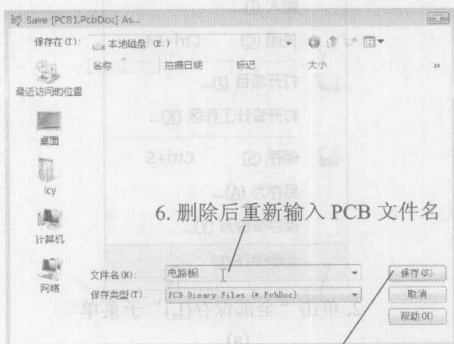 Save [PCB1.PcbDoc] As...
保存在(I):
本地磁盘 (E:)
名称
拍摄日期
标记
大小
»
最近访问的位置
桌面
lcy
计算机
网络
6. 删除后重新输入 PCB 文件名
文件名(N):
电路板
保存(S)
保存类型(T):
PCB Binary Files (*.PcbDoc)
取消
帮助(H)